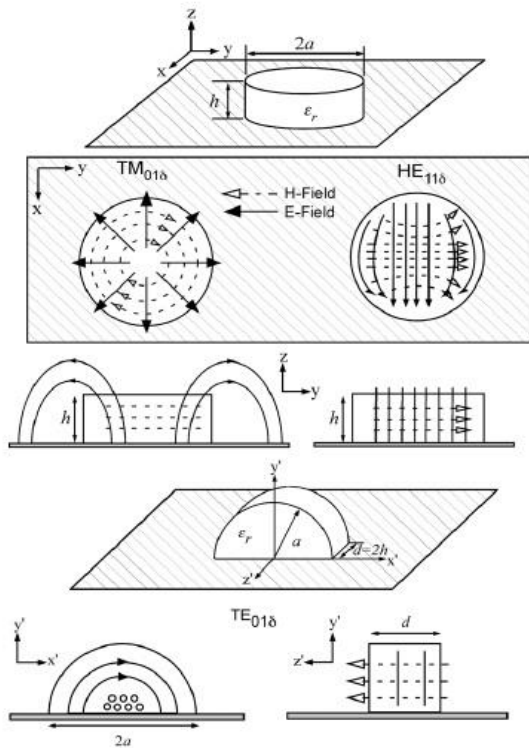 z
y
x
2a
h
εr
y
x
TM01δ
H-Field
E-Field
HE11δ
z
y
h
h
y'
εr
a
d=2h
x'
z'
TE01δ
y'
x'
2a
y'
z'
d